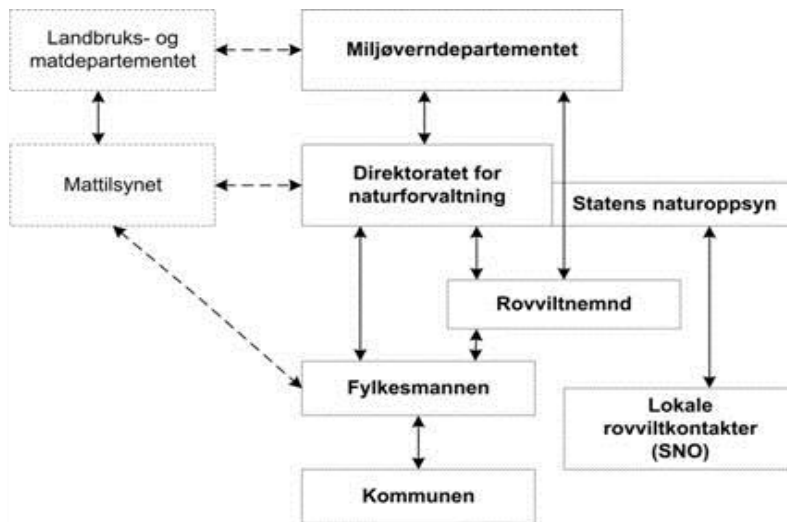 Landbruks- og
matdepartementet
Miljøverndepartementet
Mattilsynet
Direktoratet for
naturforvaltning
Statens naturoppsyn
Rovviltnemnd
Fylkesmannen
Lokale
rovviltkontakter
(SNO)
Kommunen